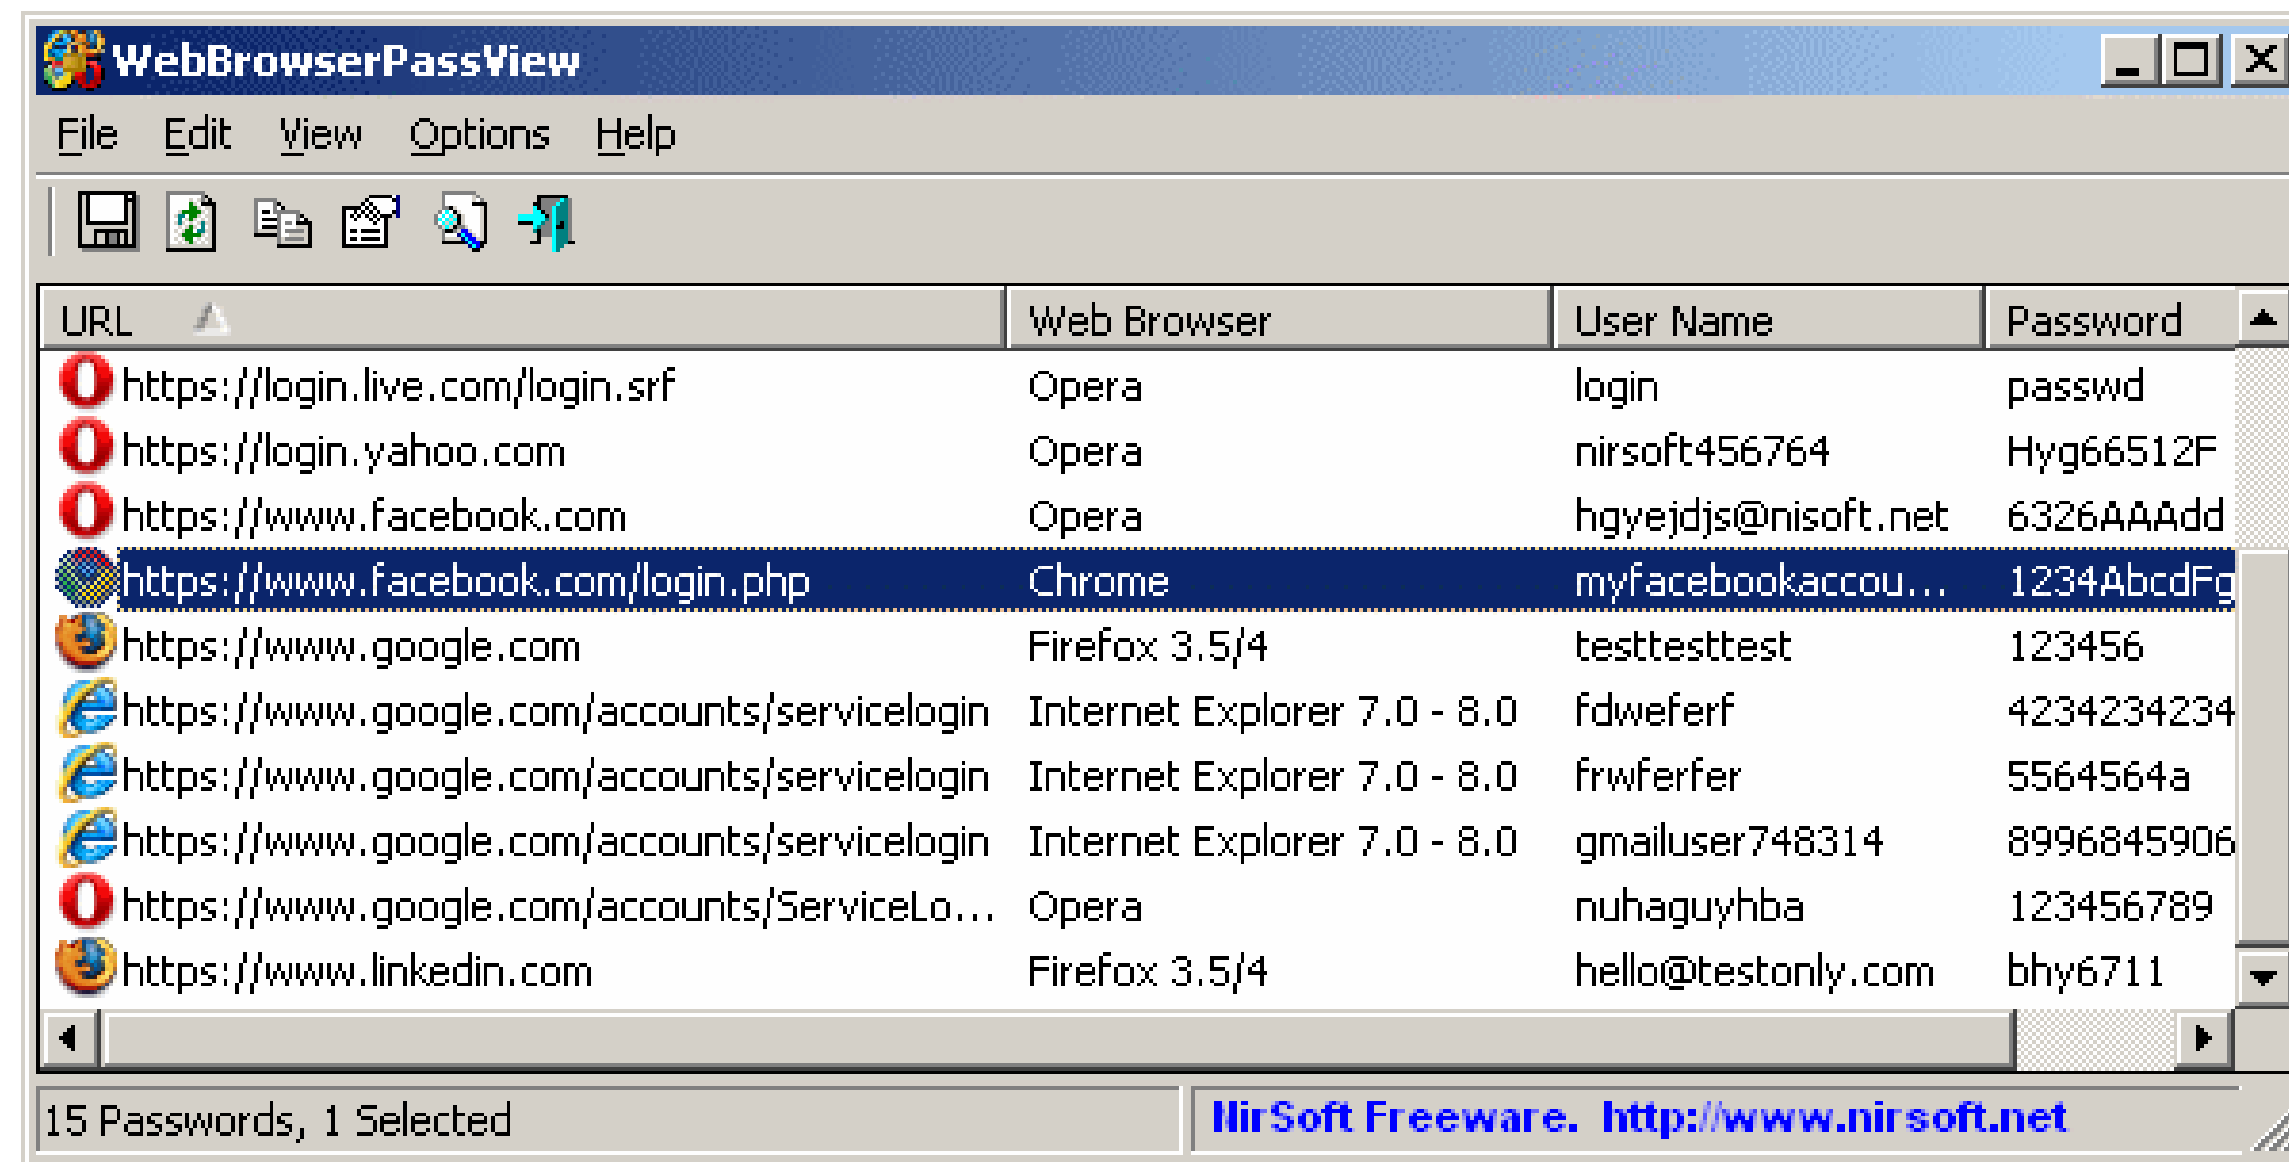 WebBrowserPassView
File Edit View Options Help
URL Web Browser User Name Password
https://login.live.com/login.srf Opera login passwd
https://login.yahoo.com Opera nirsoft456764 Hyg66512F
https://www.facebook.com Opera hgyejdjs@nisoft.net 6326AAAdd
https://www.facebook.com/login.php Chrome myfacebookaccou... 1234AbcdFg
https://www.google.com Firefox 3.5/4 testtesttest 123456
https://www.google.com/accounts/servicelogin Internet Explorer 7.0 - 8.0 fdweferf 4234234234
https://www.google.com/accounts/servicelogin Internet Explorer 7.0 - 8.0 frwferfer 5564564a
https://www.google.com/accounts/servicelogin Internet Explorer 7.0 - 8.0 gmailuser748314 8996845906
https://www.google.com/accounts/ServiceLo... Opera nuhaguyhba 123456789
https://www.linkedin.com Firefox 3.5/4 hello@testonly.com bhy6711
15 Passwords, 1 Selected NirSoft Freeware. http://www.nirsoft.net